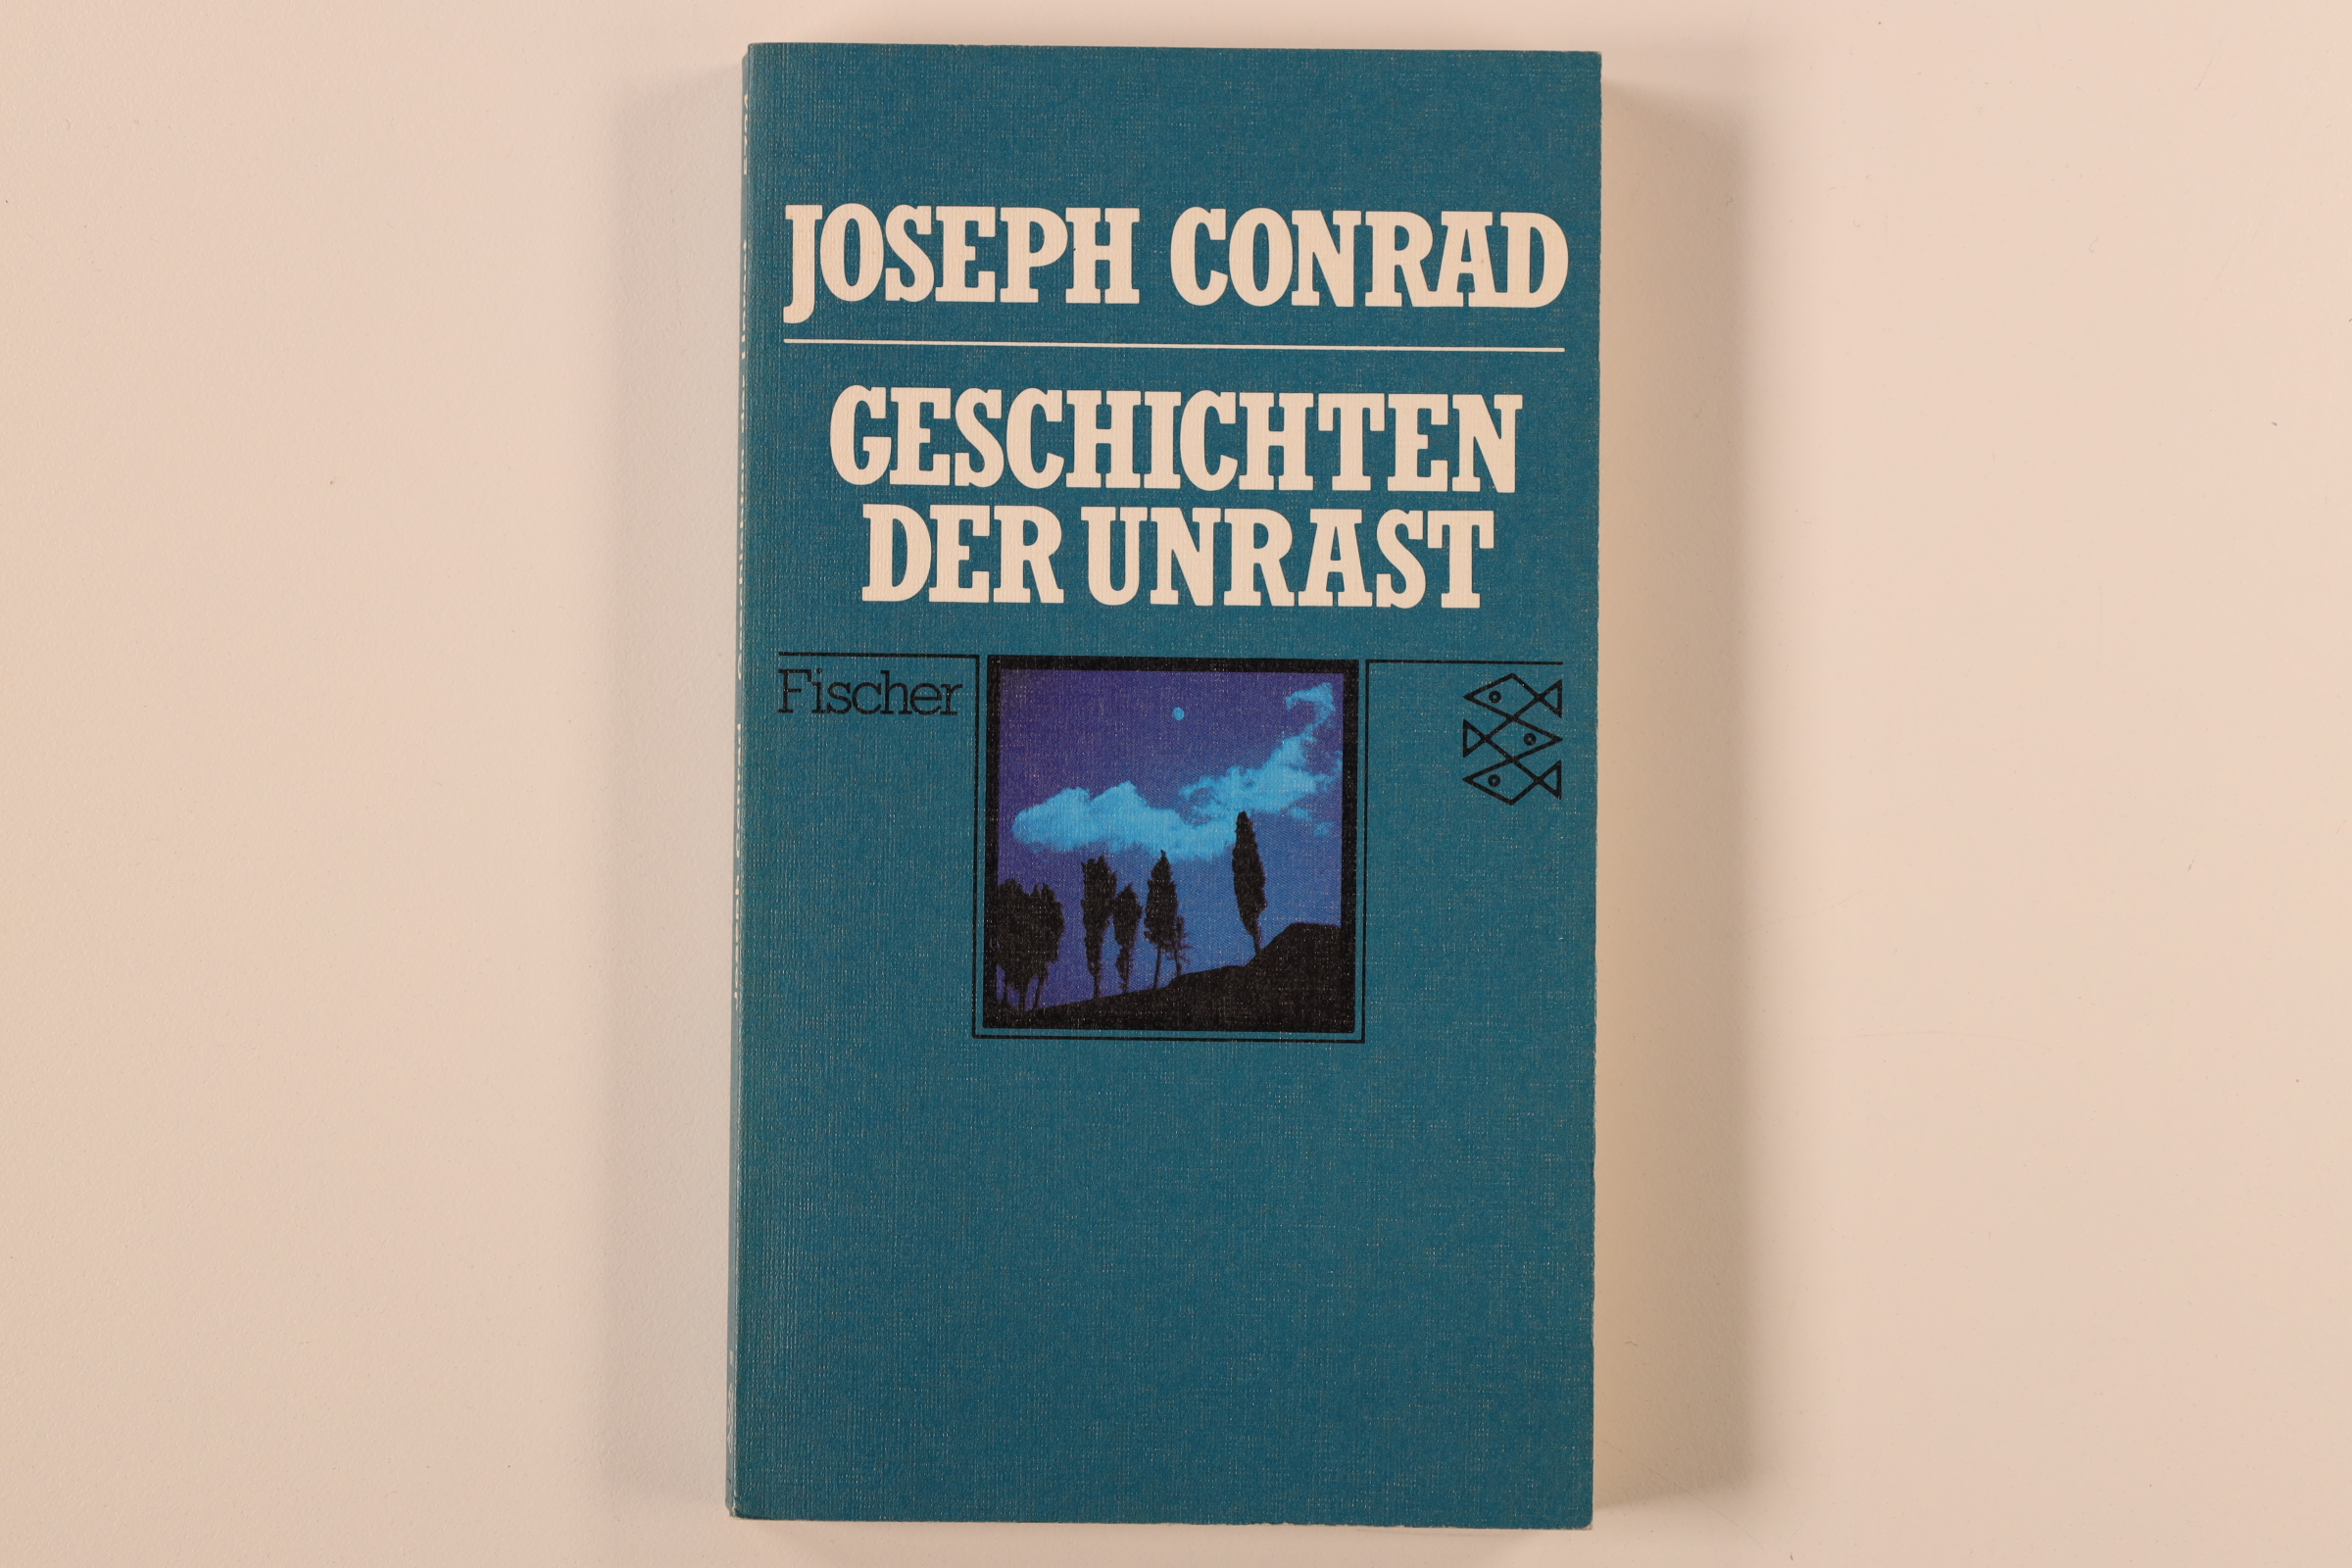 JOSEPH CONRAD
GESCHICHTEN
DER UNRAST
Fischer